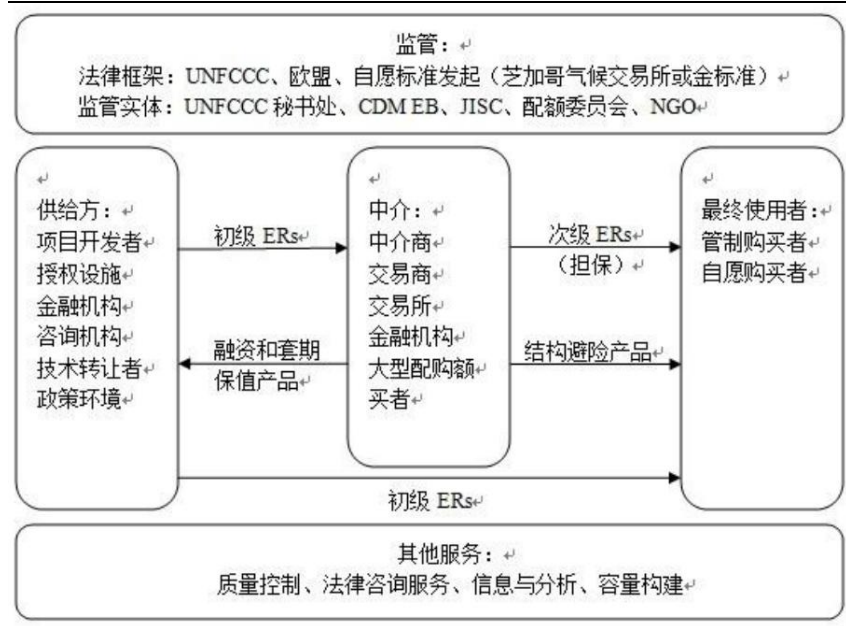 监管：
法律框架：UNFCCC、欧盟、自愿标准发起（芝加哥气候交易所或金标准）
监管实体：UNFCCC 秘书处、CDM EB、JISC、配额委员会、NGO
供给方：
项目开发者
授权设施
金融机构
咨询机构
技术转让者
政策环境
初级 ERs
融资和套期
保值产品
中介：
中介商
交易商
交易所
金融机构
大型配购额
买者
次级 ERs
（担保）
结构避险产品
最终使用者：
管制购买者
自愿购买者
初级 ERs
其他服务：
质量控制、法律咨询服务、信息与分析、容量构建